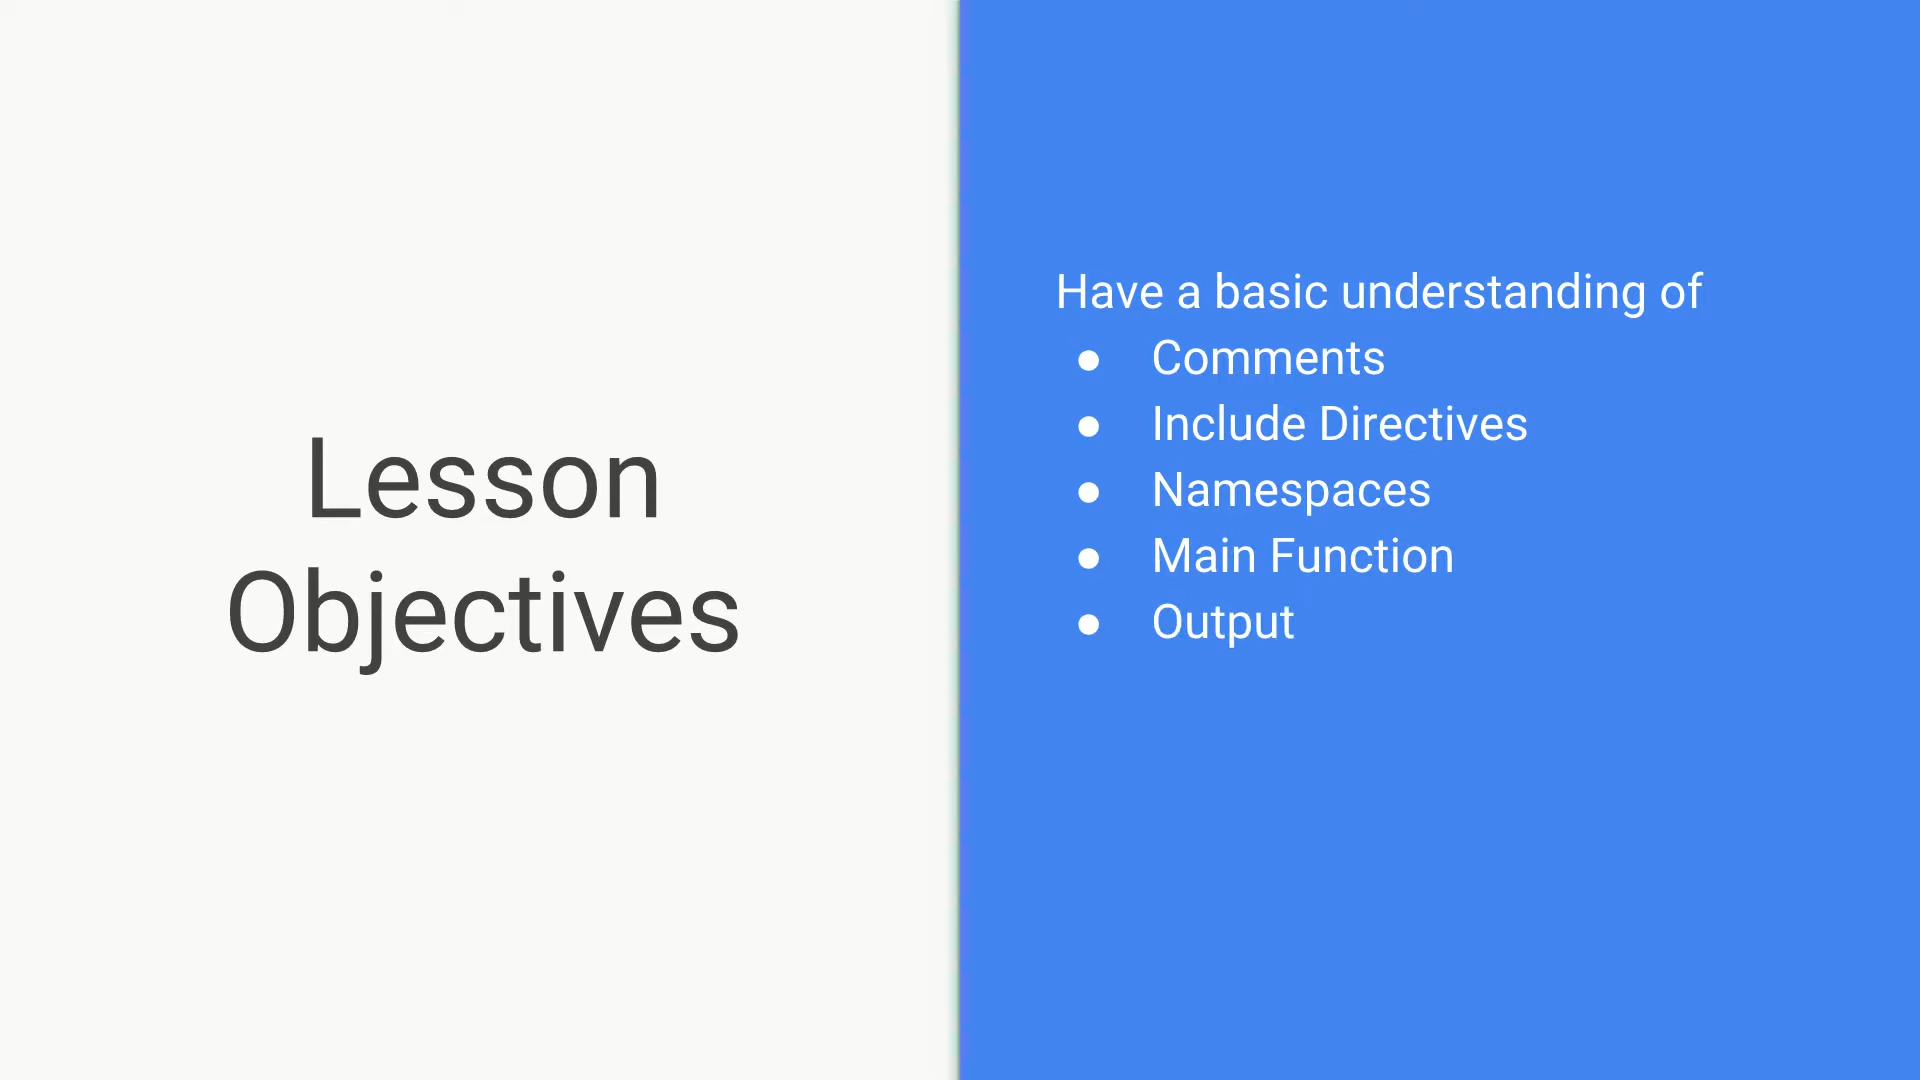 Lesson
Objectives
Have a basic understanding of
● Comments
● Include Directives
● Namespaces
● Main Function
● Output